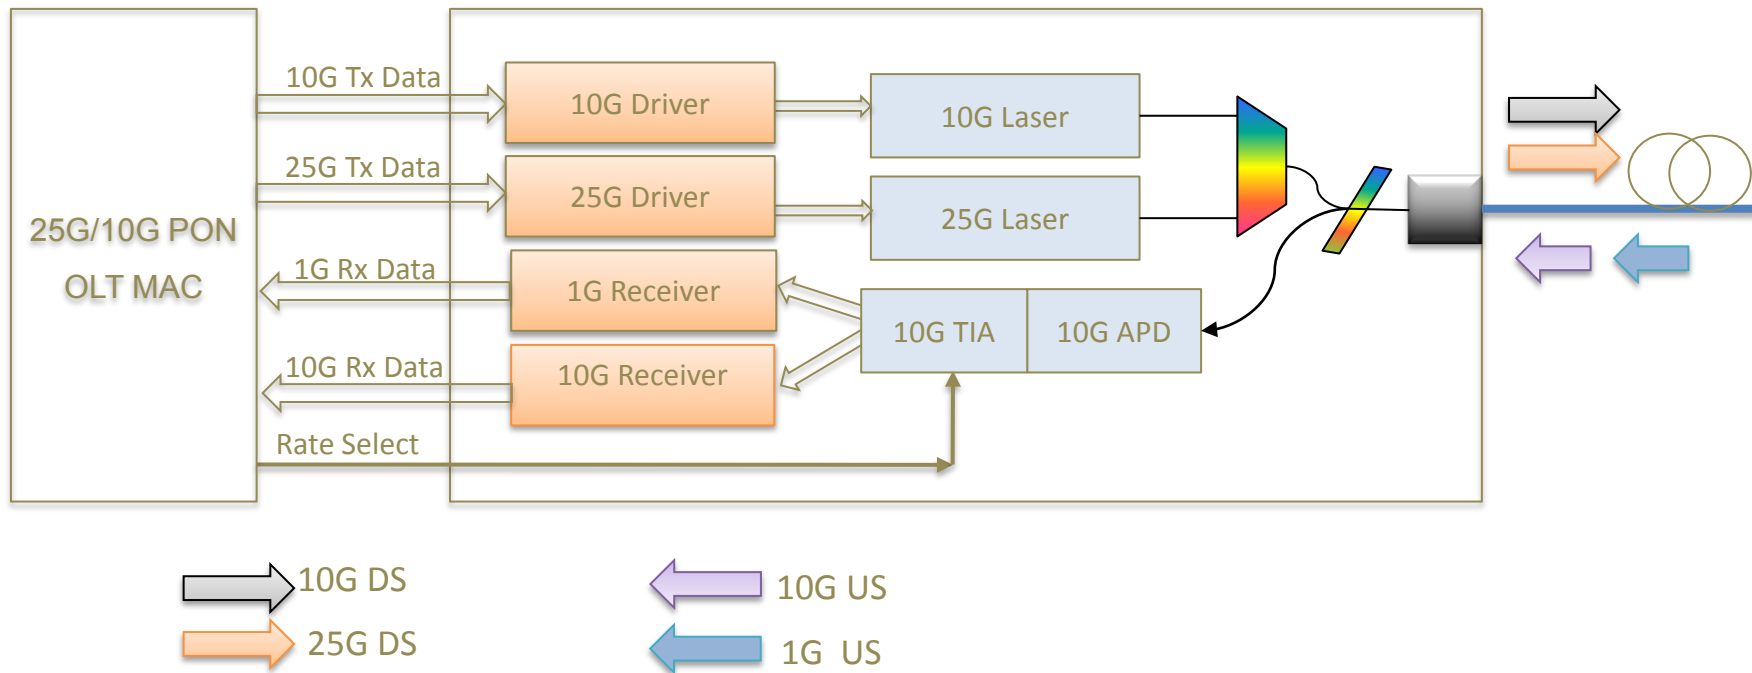 10G Tx Data
10G Driver
10G Laser
25G Tx Data
25G Driver
25G Laser
25G/10G PON
OLT MAC
1G Rx Data
1G Receiver
10G TIA
10G APD
10G Rx Data
10G Receiver
Rate Select
10G DS
10G US
25G DS
1G US